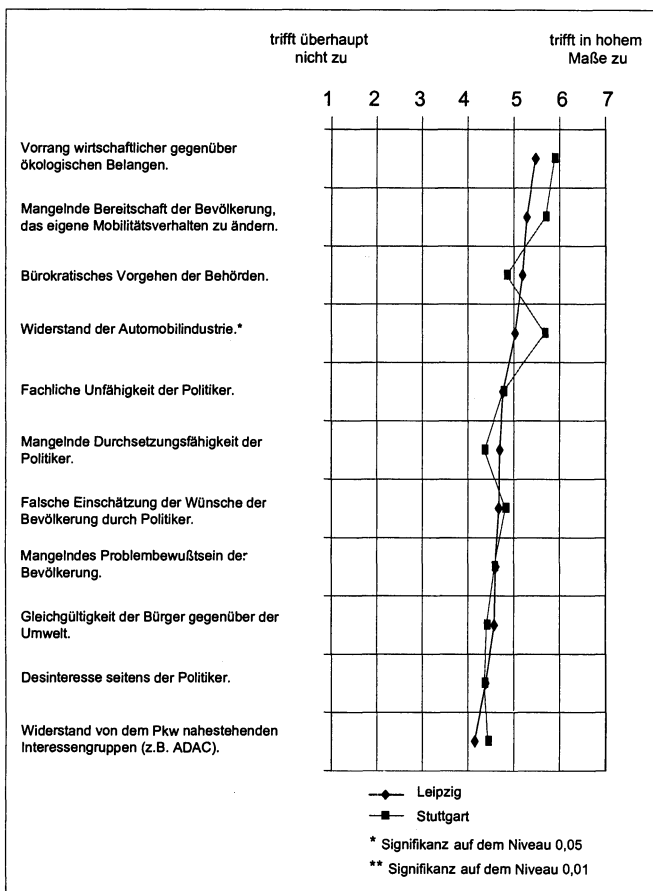 trifft überhaupt
nicht zu
trifft in hohem
Maße zu
1 2 3 4 5 6 7
Vorrang wirtschaftlicher gegenüber
ökologischen Belangen.
Mangelnde Bereitschaft der Bevölkerung,
das eigene Mobilitätsverhalten zu ändern.
Bürokratisches Vorgehen der Behörden.
Widerstand der Automobilindustrie.*
Fachliche Unfähigkeit der Politiker.
Mangelnde Durchsetzungsfähigkeit der
Politiker.
Falsche Einschätzung der Wünsche der
Bevölkerung durch Politiker.
Mangelndes Problembewußtsein der
Bevölkerung.
Gleichgültigkeit der Bürger gegenüber der
Umwelt.
Desinteresse seitens der Politiker.
Widerstand von dem Pkw nahestehenden
Interessengruppen (z.B. ADAC).
Leipzig
Stuttgart
* Signifikanz auf dem Niveau 0,05
** Signifikanz auf dem Niveau 0,01